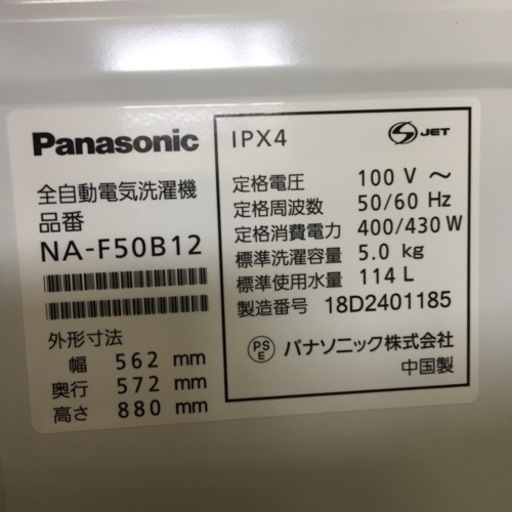 Panasonic
全自動電気洗濯機
品番
NA-F50B12
外形寸法
幅 562 mm
奥行 572 mm
高さ 880 mm
IPX4
S JET
定格電圧 100 V ～
定格周波数 50/60 Hz
定格消費電力 400/430 W
標準洗濯容量 5.0 kg
標準使用水量 114 L
製造番号 18D2401185
PS E パナソニック株式会社
中国製